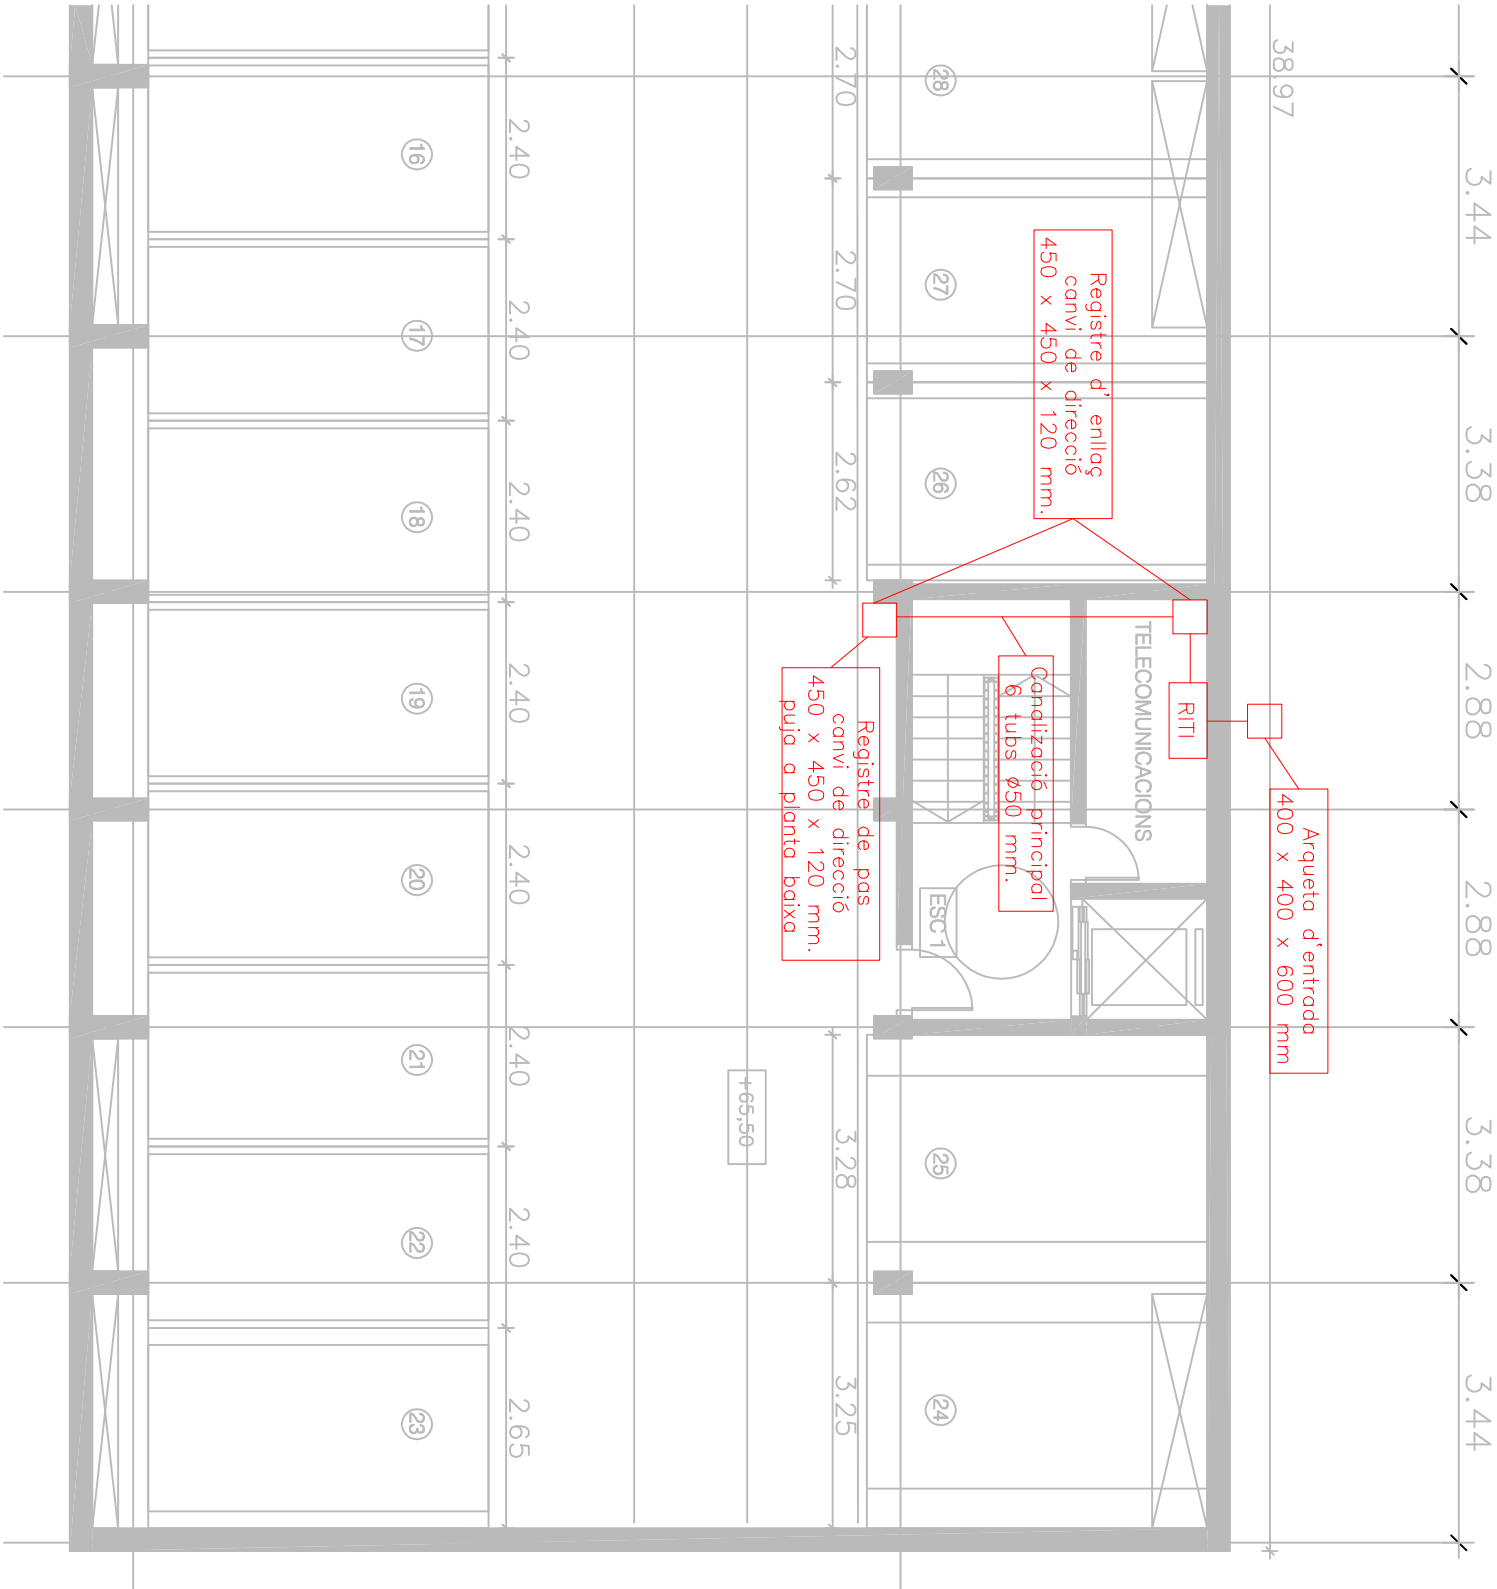 38.97
3.44
3.38
2.88
2.88
3.38
3.44
Arqueta d'entrada
400 x 400 x 600 mm
RITI
TELECOMUNICACIONS
Registre d' enllaç
canvi de direcció
450 x 450 x 120 mm.
Canalizació principal
6 tubs ø50 mm.
ESC 1
Registre de pas
canvi de direcció
450 x 450 x 120 mm.
puja a planta baixa
28
27
26
25
24
2.70
2.70
2.62
3.28
3.25
+65,50
2.40
2.40
2.40
2.40
2.40
2.40
2.40
2.65
16
17
18
19
20
21
22
23